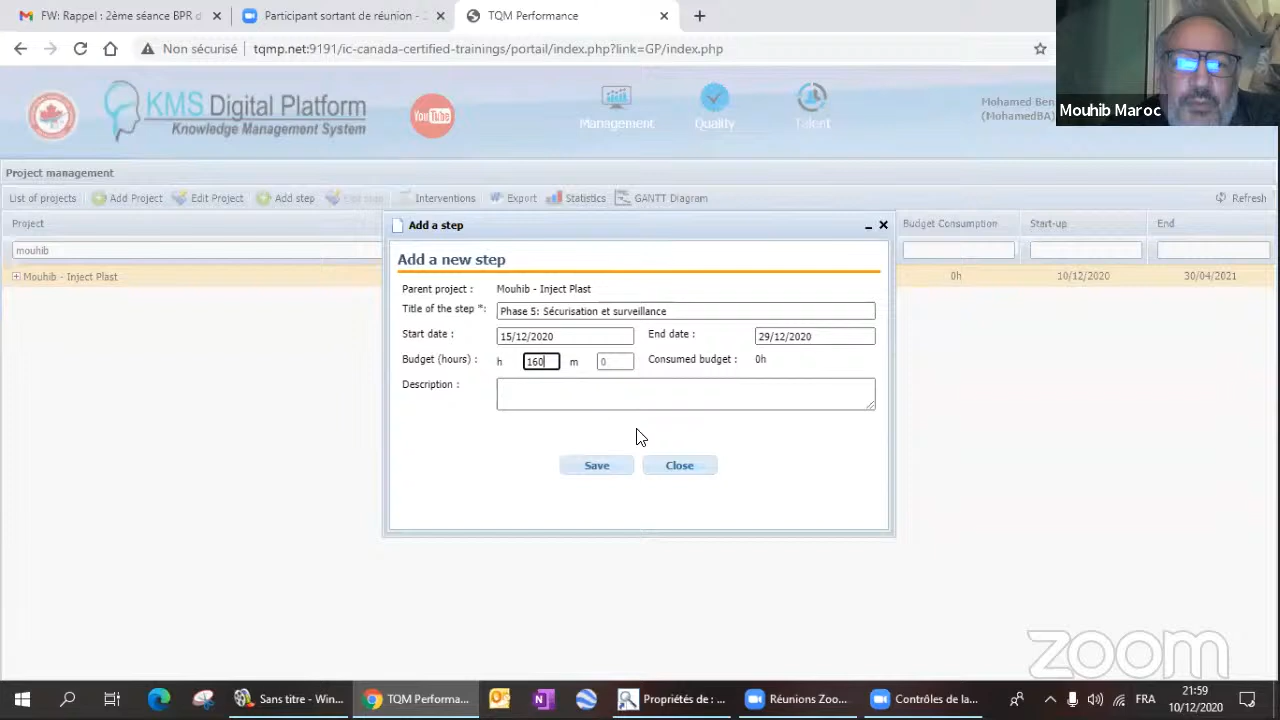 FW: Rappel : 2ème séance BPR d
Participant sortant de réunion - 2
TQM Performance
Non sécurisé
tqmp.net:9191/ic-canada-certified-trainings/portail/index.php?link=GP/index.php
KMS Digital Platform
Knowledge Management System
You Tube
Management
Quality
Talent
Mohamed Ben
(MohamedBA)
Mouhib Maroc
Project management
List of projects
Add Project
Edit Project
Add step
Interventions
Export
Statistics
GANTT Diagram
Refresh
Project
Budget Consumption
Start-up
End
mouhib
Mouhib - Inject Plast
0h
10/12/2020
30/04/2021
Add a step
Add a new step
Parent project :
Mouhib - Inject Plast
Title of the step *:
Phase 5: Sécurisation et surveillance
Start date :
15/12/2020
End date :
29/12/2020
Budget (hours) :
h
160
m
0
Consumed budget :
0h
Description :
Save
Close
zoom
Sans titre - Win...
TQM Performa...
Propriétés de : ...
Réunions Zoo...
Contrôles de la...
FRA
21:59
10/12/2020